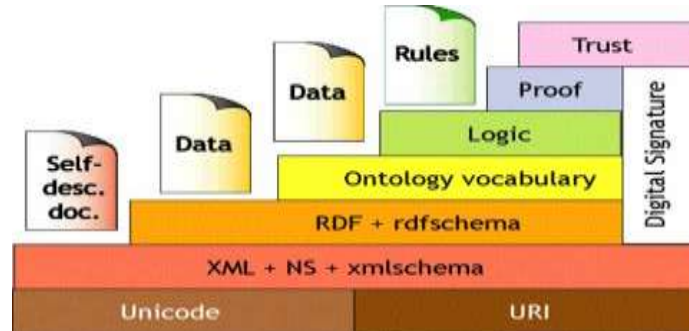 Trust
Rules
Proof
Data
Logic
Data
Self-
desc.
doc.
Ontology vocabulary
Digital Signature
RDF + rdfschema
XML + NS + xmlschema
Unicode
URI